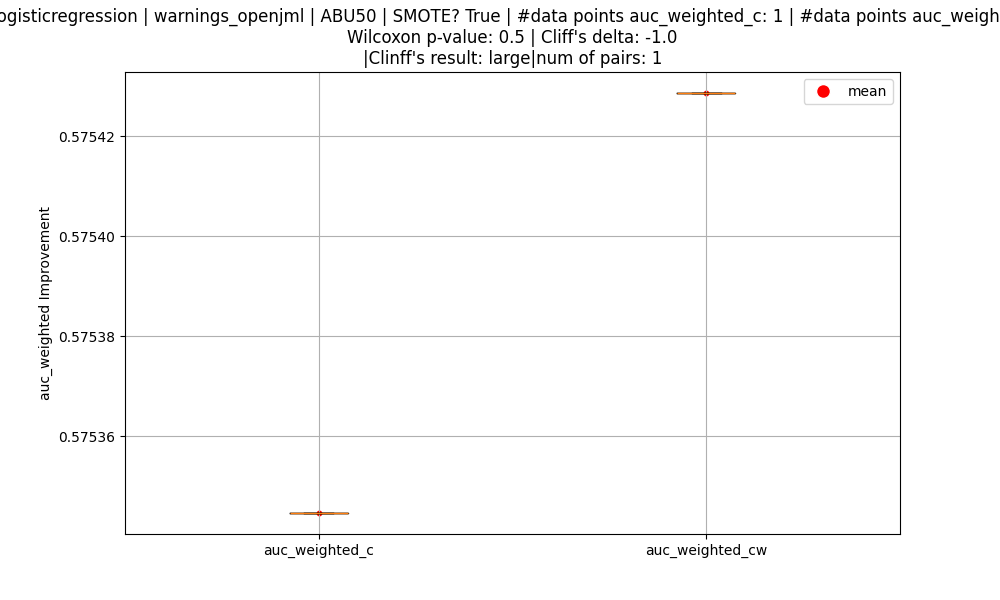 ogisticregression | warnings_openjml | ABU50 | SMOTE? True | #data points auc_weighted_c: 1 | #data points auc_weigh
Wilcoxon p-value: 0.5 | Cliff's delta: -1.0
|Clinff's result: large|num of pairs: 1
mean
0.57542
0.57540
0.57538
0.57536
auc_weighted Improvement
auc_weighted_c
auc_weighted_cw